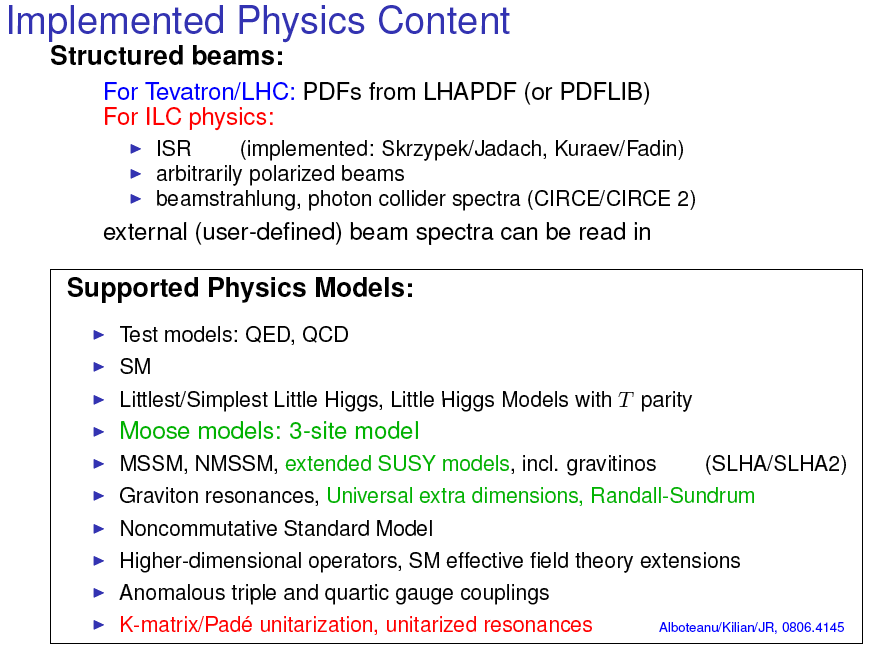 Implemented Physics Content
Structured beams:
For Tevatron/LHC: PDFs from LHAPDF (or PDFLIB)
For ILC physics:
ISR (implemented: Skrzypek/Jadach, Kuraev/Fadin)
arbitrarily polarized beams
beamstrahlung, photon collider spectra (CIRCE/CIRCE 2)
external (user-defined) beam spectra can be read in
Supported Physics Models:
Test models: QED, QCD
SM
Littlest/Simplest Little Higgs, Little Higgs Models with T parity
Moose models: 3-site model
MSSM, NMSSM, extended SUSY models, incl. gravitinos (SLHA/SLHA2)
Graviton resonances, Universal extra dimensions, Randall-Sundrum
Noncommutative Standard Model
Higher-dimensional operators, SM effective field theory extensions
Anomalous triple and quartic gauge couplings
K-matrix/Padé unitarization, unitarized resonances Alboteanu/Kilian/JR, 0806.4145